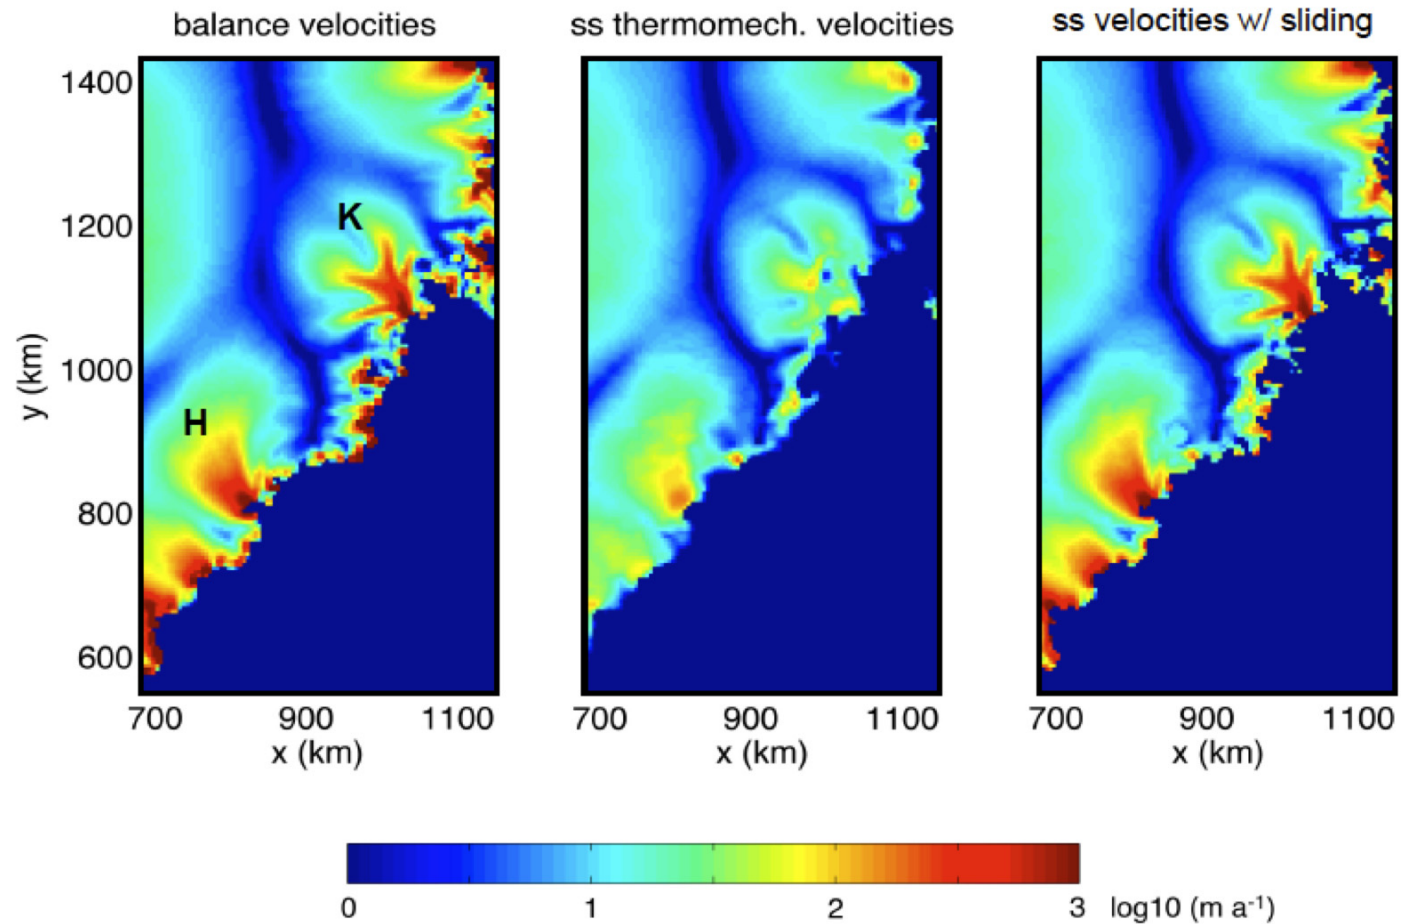 balance velocities
ss thermomech. velocities
ss velocities w/ sliding
1400
1200
1000
800
600
y (km)
K
H
700 900 1100
x (km)
700 900 1100
x (km)
700 900 1100
x (km)
0 1 2 3 log10 (m a⁻¹)